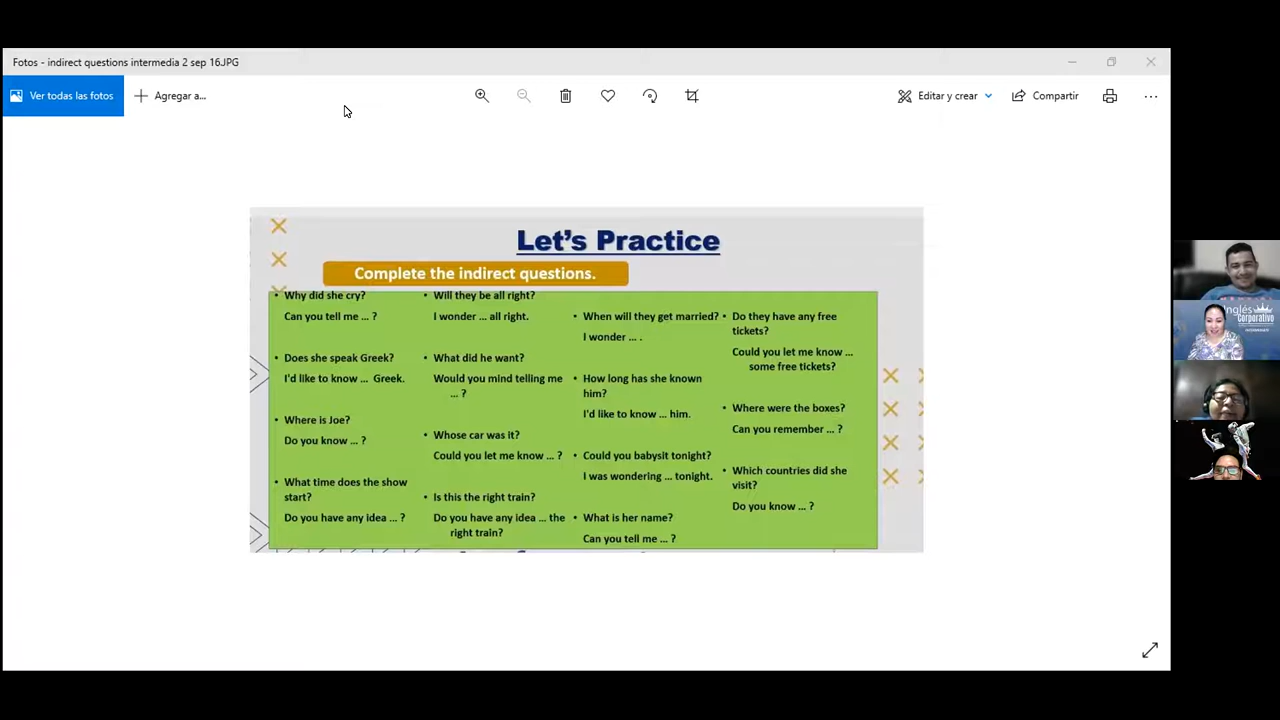 Fotos - indirect questions intermedia 2 sep 16.JPG
Ver todas las fotos
Agregar a...
Editar y crear
Compartir
Let's Practice
Complete the indirect questions.
• Why did she cry?
Can you tell me ... ?
• Does she speak Greek?
I'd like to know ... Greek.
• Where is Joe?
Do you know ... ?
• What time does the show
start?
Do you have any idea ... ?
• Will they be all right?
I wonder ... all right.
• What did he want?
Would you mind telling me
... ?
• Whose car was it?
Could you let me know ... ?
• Is this the right train?
Do you have any idea ... the
right train?
• When will they get married?
I wonder ... .
• How long has she known
him?
I'd like to know ... him.
• Could you babysit tonight?
I was wondering ... tonight.
• What is her name?
Can you tell me ... ?
• Do they have any free
tickets?
Could you let me know ...
some free tickets?
• Where were the boxes?
Can you remember ... ?
• Which countries did she
visit?
Do you know ... ?
Inglés
Corporativo